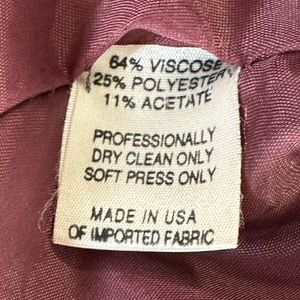 64% VISCOSE
25% POLYESTER
11% ACETATE
PROFESSIONALLY
DRY CLEAN ONLY
SOFT PRESS ONLY
MADE IN USA
OF IMPORTED FABRIC